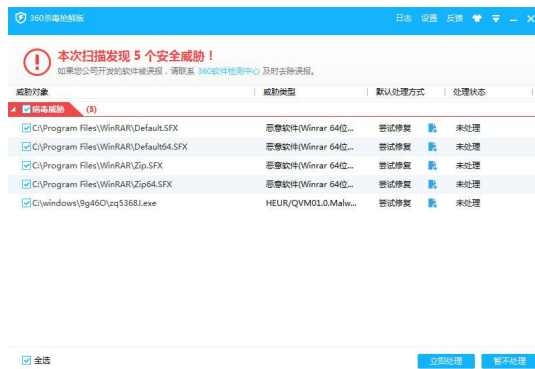 360杀毒抢鲜版
日志 设置 反馈
本次扫描发现 5 个安全威胁！
如果您公司开发的软件被误报，请联系 360软件检测中心 及时去除误报。
威胁对象 威胁类型 默认处理方式 处理状态
病毒威胁 (5)
C:\Program Files\WinRAR\Default.SFX 恶意软件(Winrar 64位... 尝试修复 未处理
C:\Program Files\WinRAR\Default64.SFX 恶意软件(Winrar 64位... 尝试修复 未处理
C:\Program Files\WinRAR\Zip.SFX 恶意软件(Winrar 64位... 尝试修复 未处理
C:\Program Files\WinRAR\Zip64.SFX 恶意软件(Winrar 64位... 尝试修复 未处理
C:\windows\9g46O\zq5368J.exe HEUR/QVM01.0.Malw... 尝试修复 未处理
全选 立即处理 暂不处理